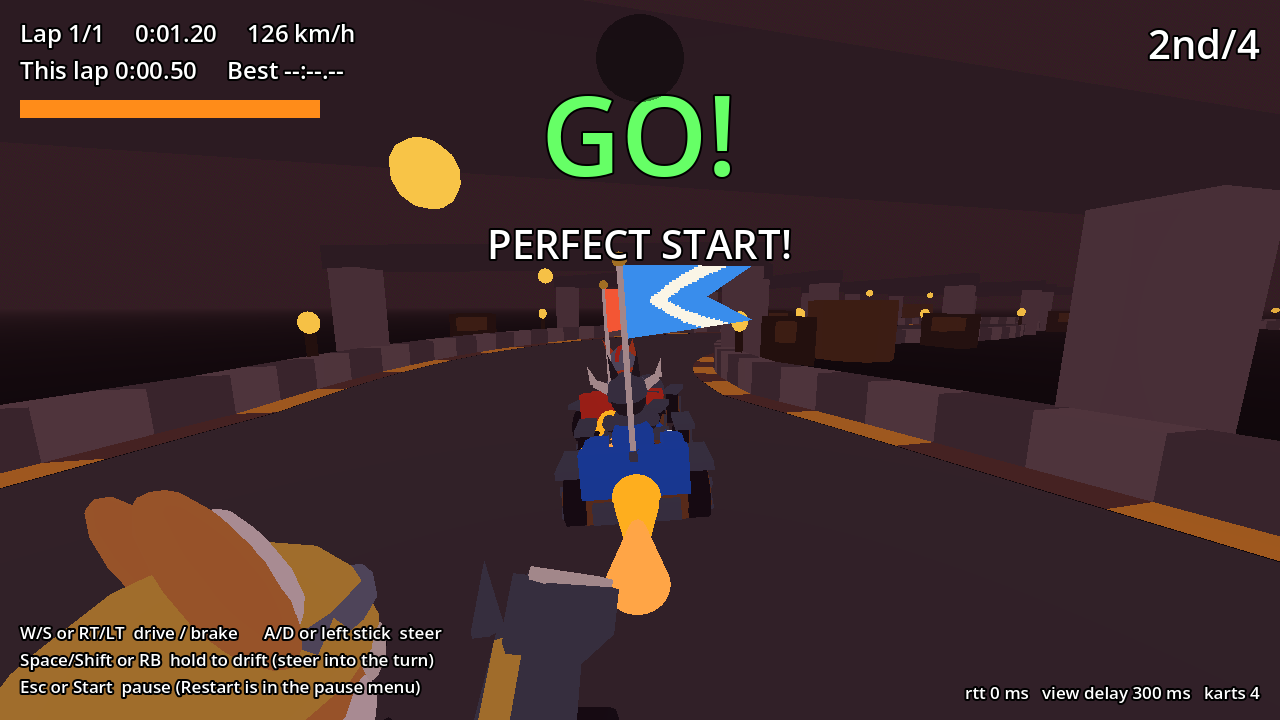 Lap 1/1 0:01.20 126 km/h
2nd/4
This lap 0:00.50 Best --:--.--
GO!
PERFECT START!
W/S or RT/LT drive / brake A/D or left stick steer
Space/Shift or RB hold to drift (steer into the turn)
Esc or Start pause (Restart is in the pause menu)
rtt 0 ms view delay 300 ms karts 4